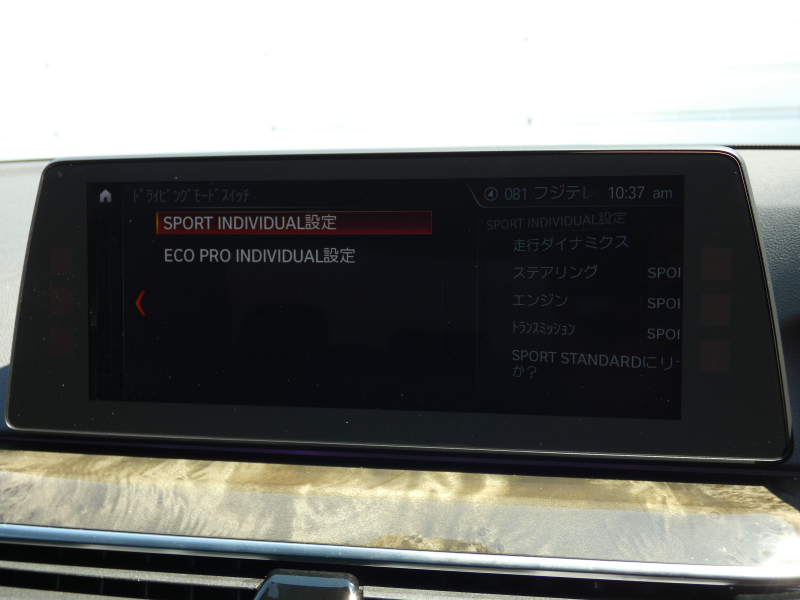 ドライビングモードスイッチ
081 フジテレ 10:37 am
SPORT INDIVIDUAL設定
ECO PRO INDIVIDUAL設定
SPORT INDIVIDUAL設定
走行ダイナミクス
ステアリング SPO
エンジン SPO
トランスミッション SPO
SPORT STANDARDにリ
か?